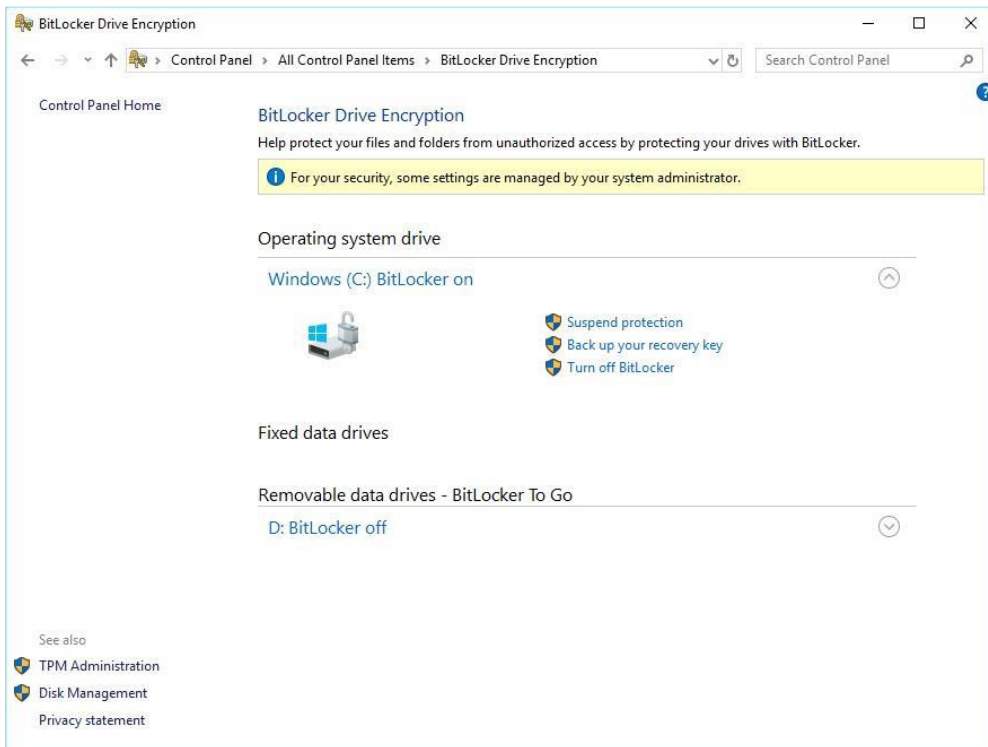 BitLocker Drive Encryption
Control Panel > All Control Panel Items > BitLocker Drive Encryption
Search Control Panel
Control Panel Home
BitLocker Drive Encryption
Help protect your files and folders from unauthorized access by protecting your drives with BitLocker.
For your security, some settings are managed by your system administrator.
Operating system drive
Windows (C:) BitLocker on
Suspend protection
Back up your recovery key
Turn off BitLocker
Fixed data drives
Removable data drives - BitLocker To Go
D: BitLocker off
See also
TPM Administration
Disk Management
Privacy statement